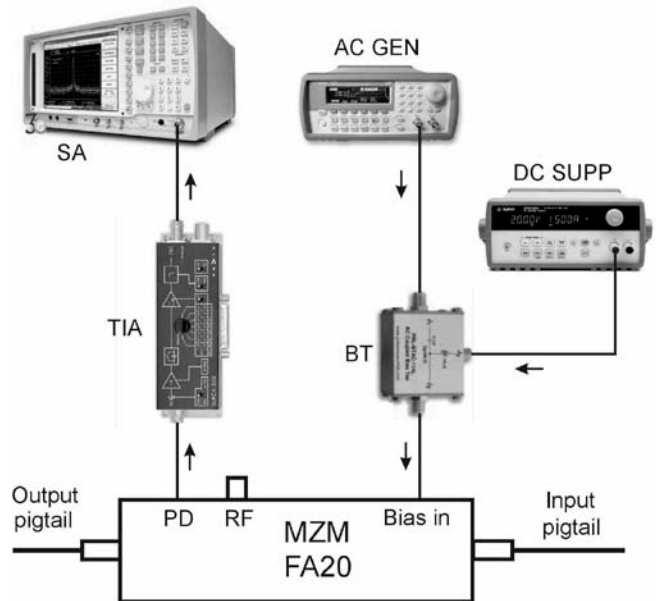 AC GEN
SA
DC SUPP
TIA
BT
Output
pigtail
PD
RF
Bias in
Input
pigtail
MZM
FA20